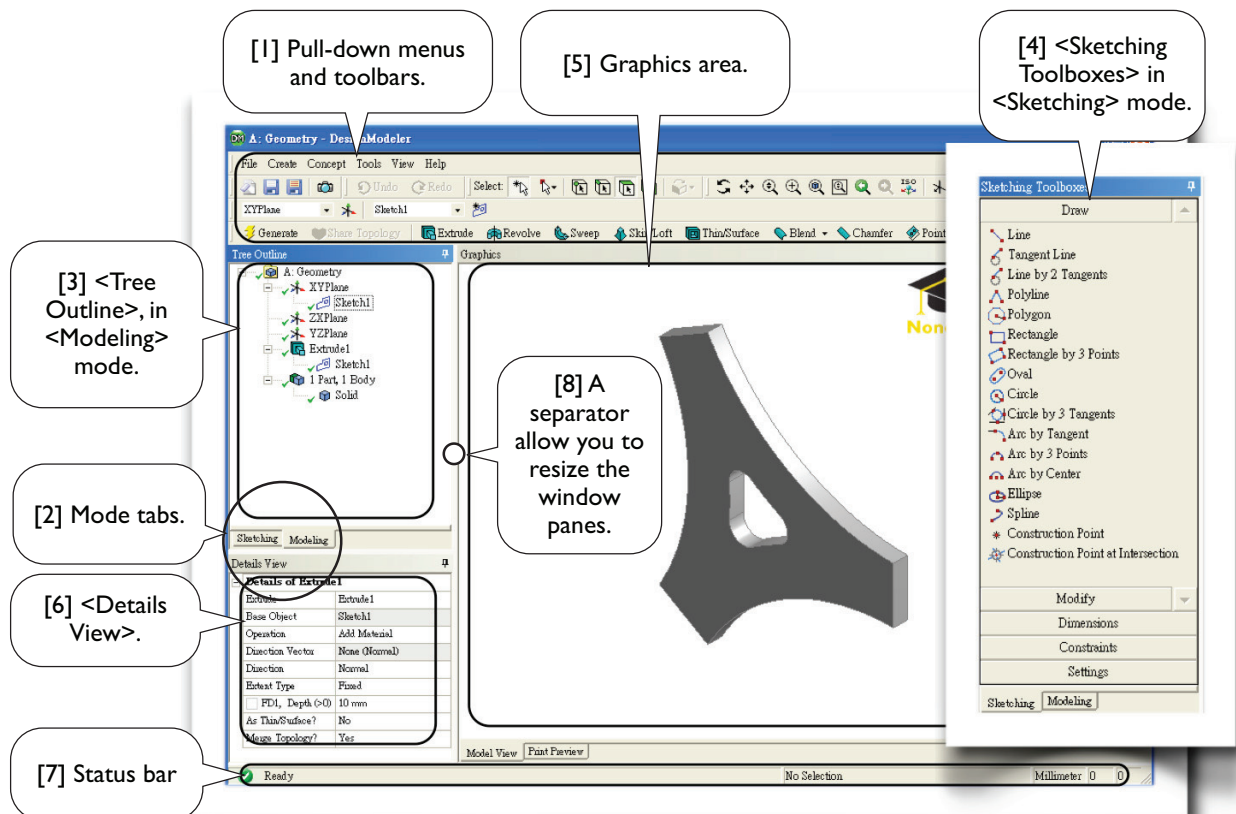 [1] Pull-down menus
and toolbars.
[5] Graphics area.
[4] <Sketching
Toolboxes> in
<Sketching> mode.
A: Geometry - DesignModeler
File Create Concept Tools View Help
Undo Redo Select: ISO
XYPlane Sketch1
Generate Share Topology Extrude Revolve Sweep Skin/Loft Thin/Surface Blend Chamfer Point
Tree Outline
Graphics
A: Geometry
XYPlane
Sketch1
ZXPlane
YZPlane
Extrude1
Sketch1
1 Part, 1 Body
Solid
[3] <Tree
Outline>, in
<Modeling>
mode.
[8] A
separator
allow you to
resize the
window
panes.
[2] Mode tabs.
Sketching Modeling
Details View
Details of Extrude1
Extrude Extrude1
Base Object Sketch1
Operation Add Material
Direction Vector None (Normal)
Direction Normal
Extent Type Fixed
FD1, Depth (>0) 10 mm
As Thin/Surface? No
Merge Topology? Yes
[6] <Details
View>.
Model View Print Preview
[7] Status bar
Ready No Selection Millimeter 0 0
Sketching Toolboxes
Draw
Line
Tangent Line
Line by 2 Tangents
Polyline
Polygon
Rectangle
Rectangle by 3 Points
Oval
Circle
Circle by 3 Tangents
Arc by Tangent
Arc by 3 Points
Arc by Center
Ellipse
Spline
Construction Point
Construction Point at Intersection
Modify
Dimensions
Constraints
Settings
Sketching Modeling